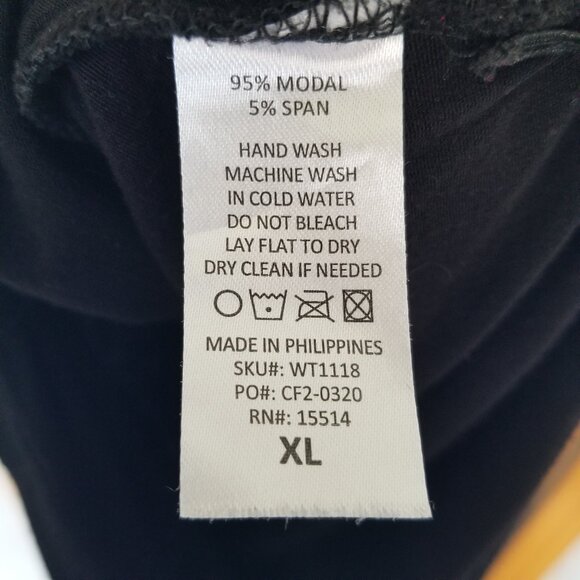 95% MODAL
5% SPAN
HAND WASH
MACHINE WASH
IN COLD WATER
DO NOT BLEACH
LAY FLAT TO DRY
DRY CLEAN IF NEEDED
MADE IN PHILIPPINES
SKU#: WT1118
PO#: CF2-0320
RN#: 15514
XL